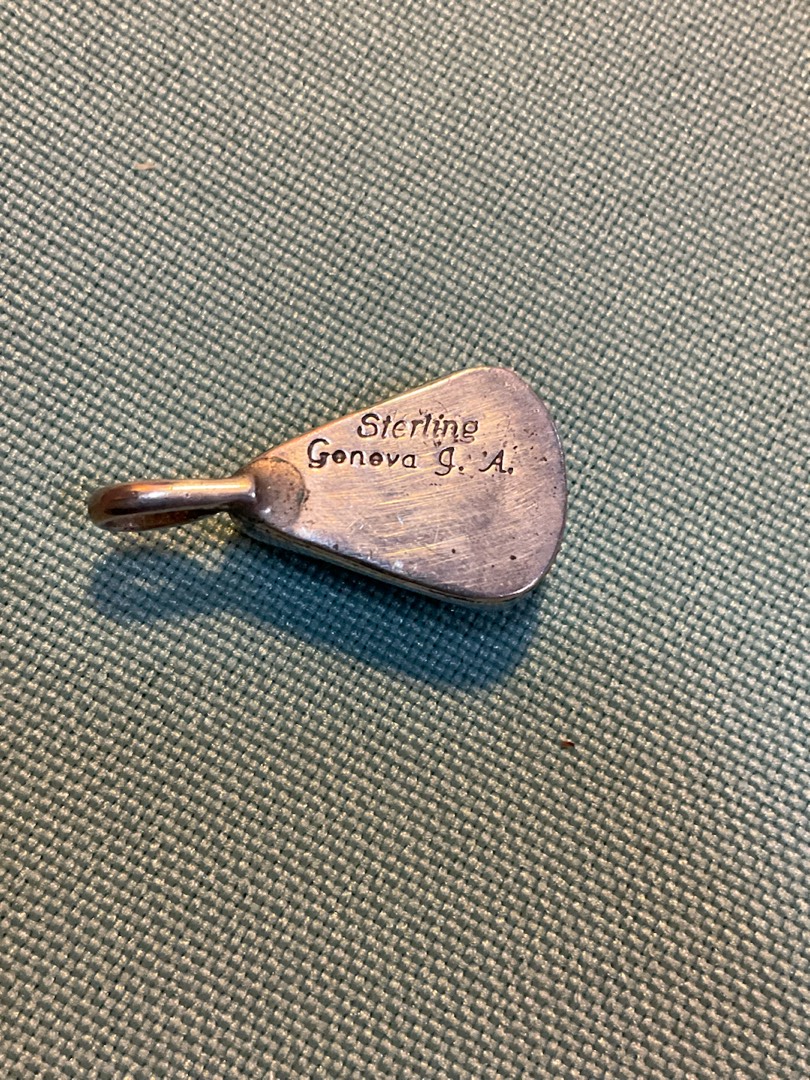 Sterling
Geneva J. A.